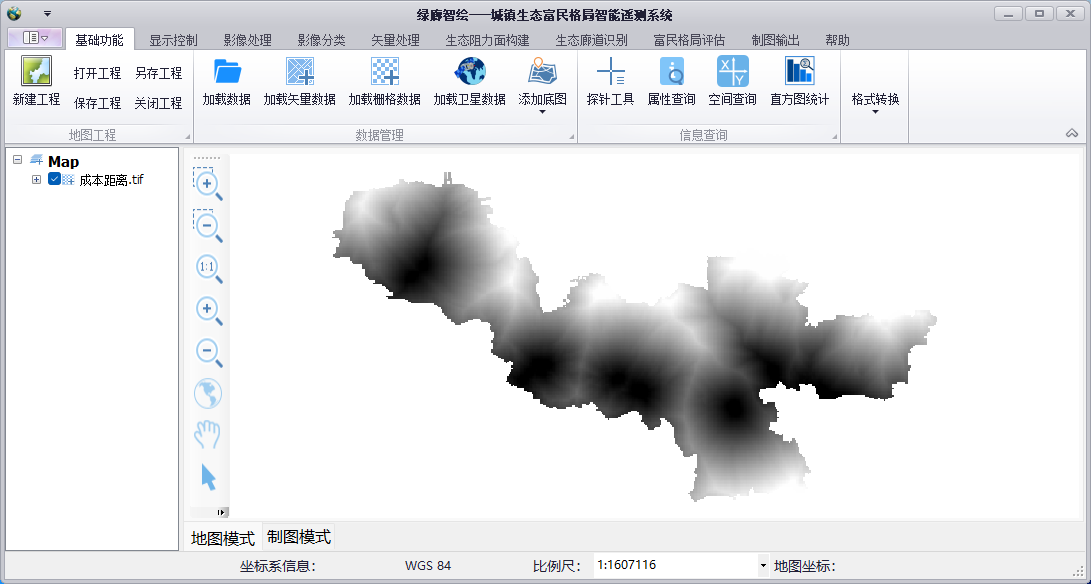 绿廊智绘——城镇生态富民格局智能遥测系统
基础功能 显示控制 影像处理 影像分类 矢量处理 生态阻力面构建 生态廊道识别 富民格局评估 制图输出 帮助
打开工程 另存工程
新建工程 加载数据 加载矢量数据 加载栅格数据 加载卫星数据 添加底图 探针工具 属性查询 空间查询 直方图统计 格式转换
保存工程 关闭工程
地图工程 数据管理 信息查询
Map
成本距离.tif
1:1
地图模式 制图模式
坐标系信息: WGS 84 比例尺: 1:1607116 地图坐标: